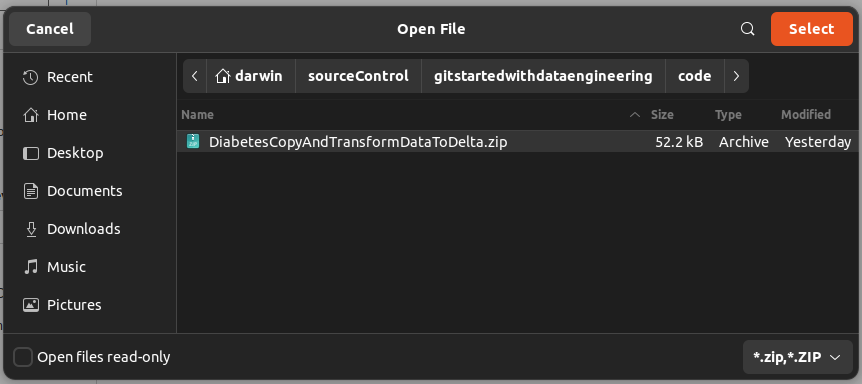 Cancel Open File Select
Recent
Home
Desktop
Documents
Downloads
Music
Pictures
darwin sourceControl gitstartedwithdataengineering code
Name Size Type Modified
DiabetesCopyAndTransformDataToDelta.zip 52.2 kB Archive Yesterday
Open files read-only *.zip,*.ZIP